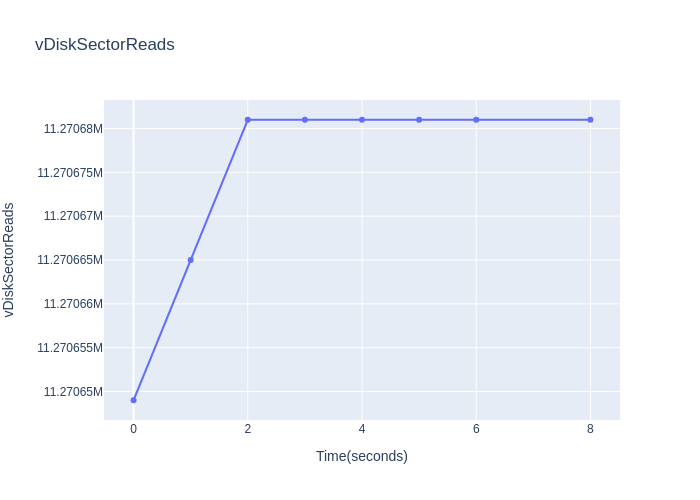 vDiskSectorReads
vDiskSectorReads
11.27068M
11.270675M
11.27067M
11.270665M
11.27066M
11.270655M
11.27065M
0 2 4 6 8
Time(seconds)